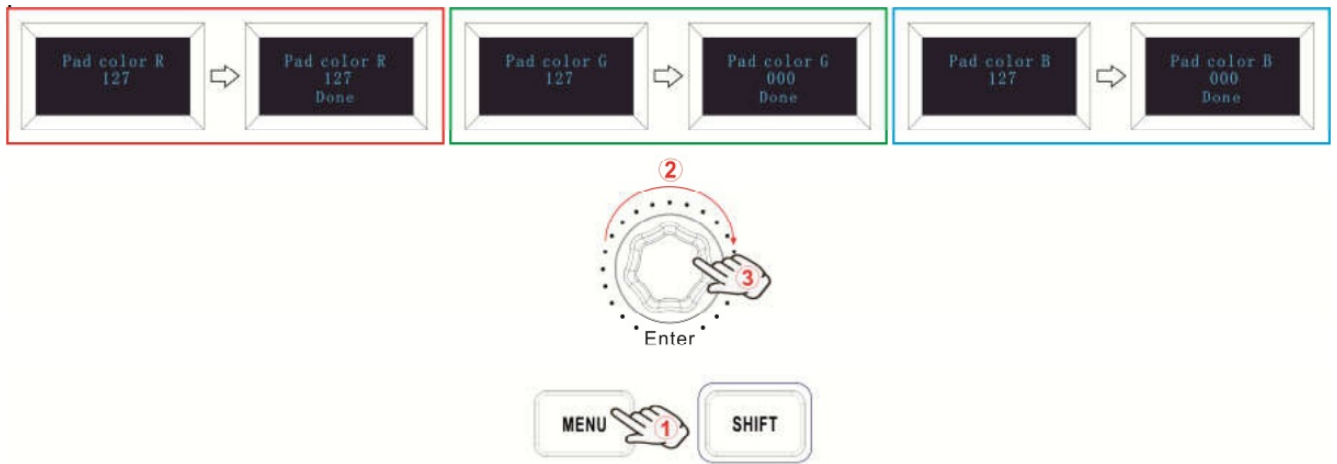 Pad color R
127
Pad color R
127
Done
Pad color G
127
Pad color G
000
Done
Pad color B
127
Pad color B
000
Done
2
3
Enter
MENU
1
SHIFT